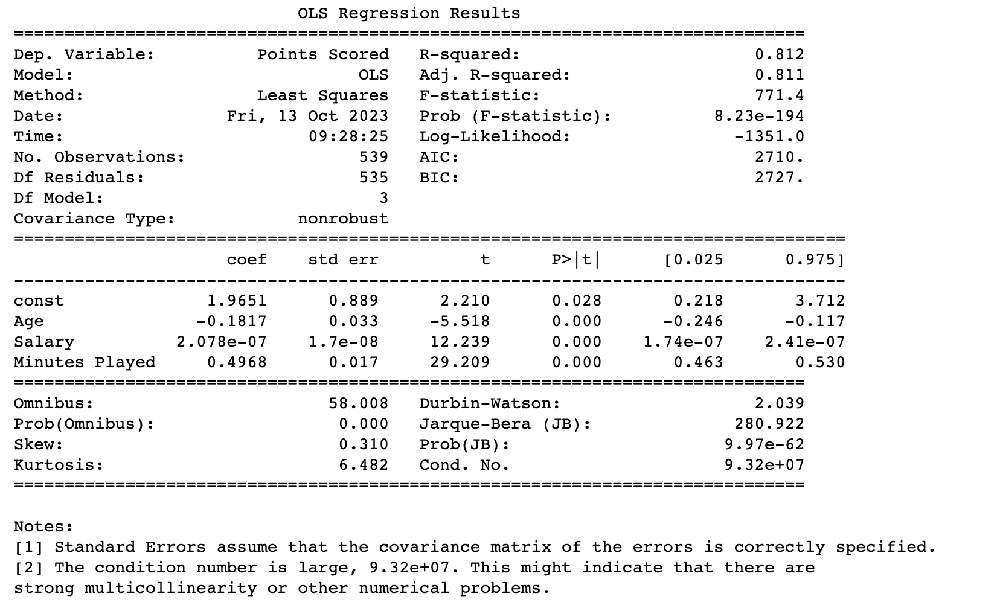 OLS Regression Results
==============================================================================
Dep. Variable:          Points Scored   R-squared:                       0.812
Model:                            OLS   Adj. R-squared:                  0.811
Method:                 Least Squares   F-statistic:                     771.4
Date:                Fri, 13 Oct 2023   Prob (F-statistic):          8.23e-194
Time:                        09:28:25   Log-Likelihood:                -1351.0
No. Observations:                 539   AIC:                             2710.
Df Residuals:                     535   BIC:                             2727.
Df Model:                           3
Covariance Type:            nonrobust
==================================================================================
                     coef    std err          t      P>|t|      [0.025      0.975]
----------------------------------------------------------------------------------
const              1.9651      0.889      2.210      0.028       0.218       3.712
Age               -0.1817      0.033     -5.518      0.000      -0.246      -0.117
Salary          2.078e-07    1.7e-08     12.239      0.000    1.74e-07    2.41e-07
Minutes Played     0.4968      0.017     29.209      0.000       0.463       0.530
==============================================================================
Omnibus:                       58.008   Durbin-Watson:                   2.039
Prob(Omnibus):                  0.000   Jarque-Bera (JB):              280.922
Skew:                           0.310   Prob(JB):                     9.97e-62
Kurtosis:                       6.482   Cond. No.                     9.32e+07
==============================================================================
Notes:
[1] Standard Errors assume that the covariance matrix of the errors is correctly specified.
[2] The condition number is large, 9.32e+07. This might indicate that there are
strong multicollinearity or other numerical problems.